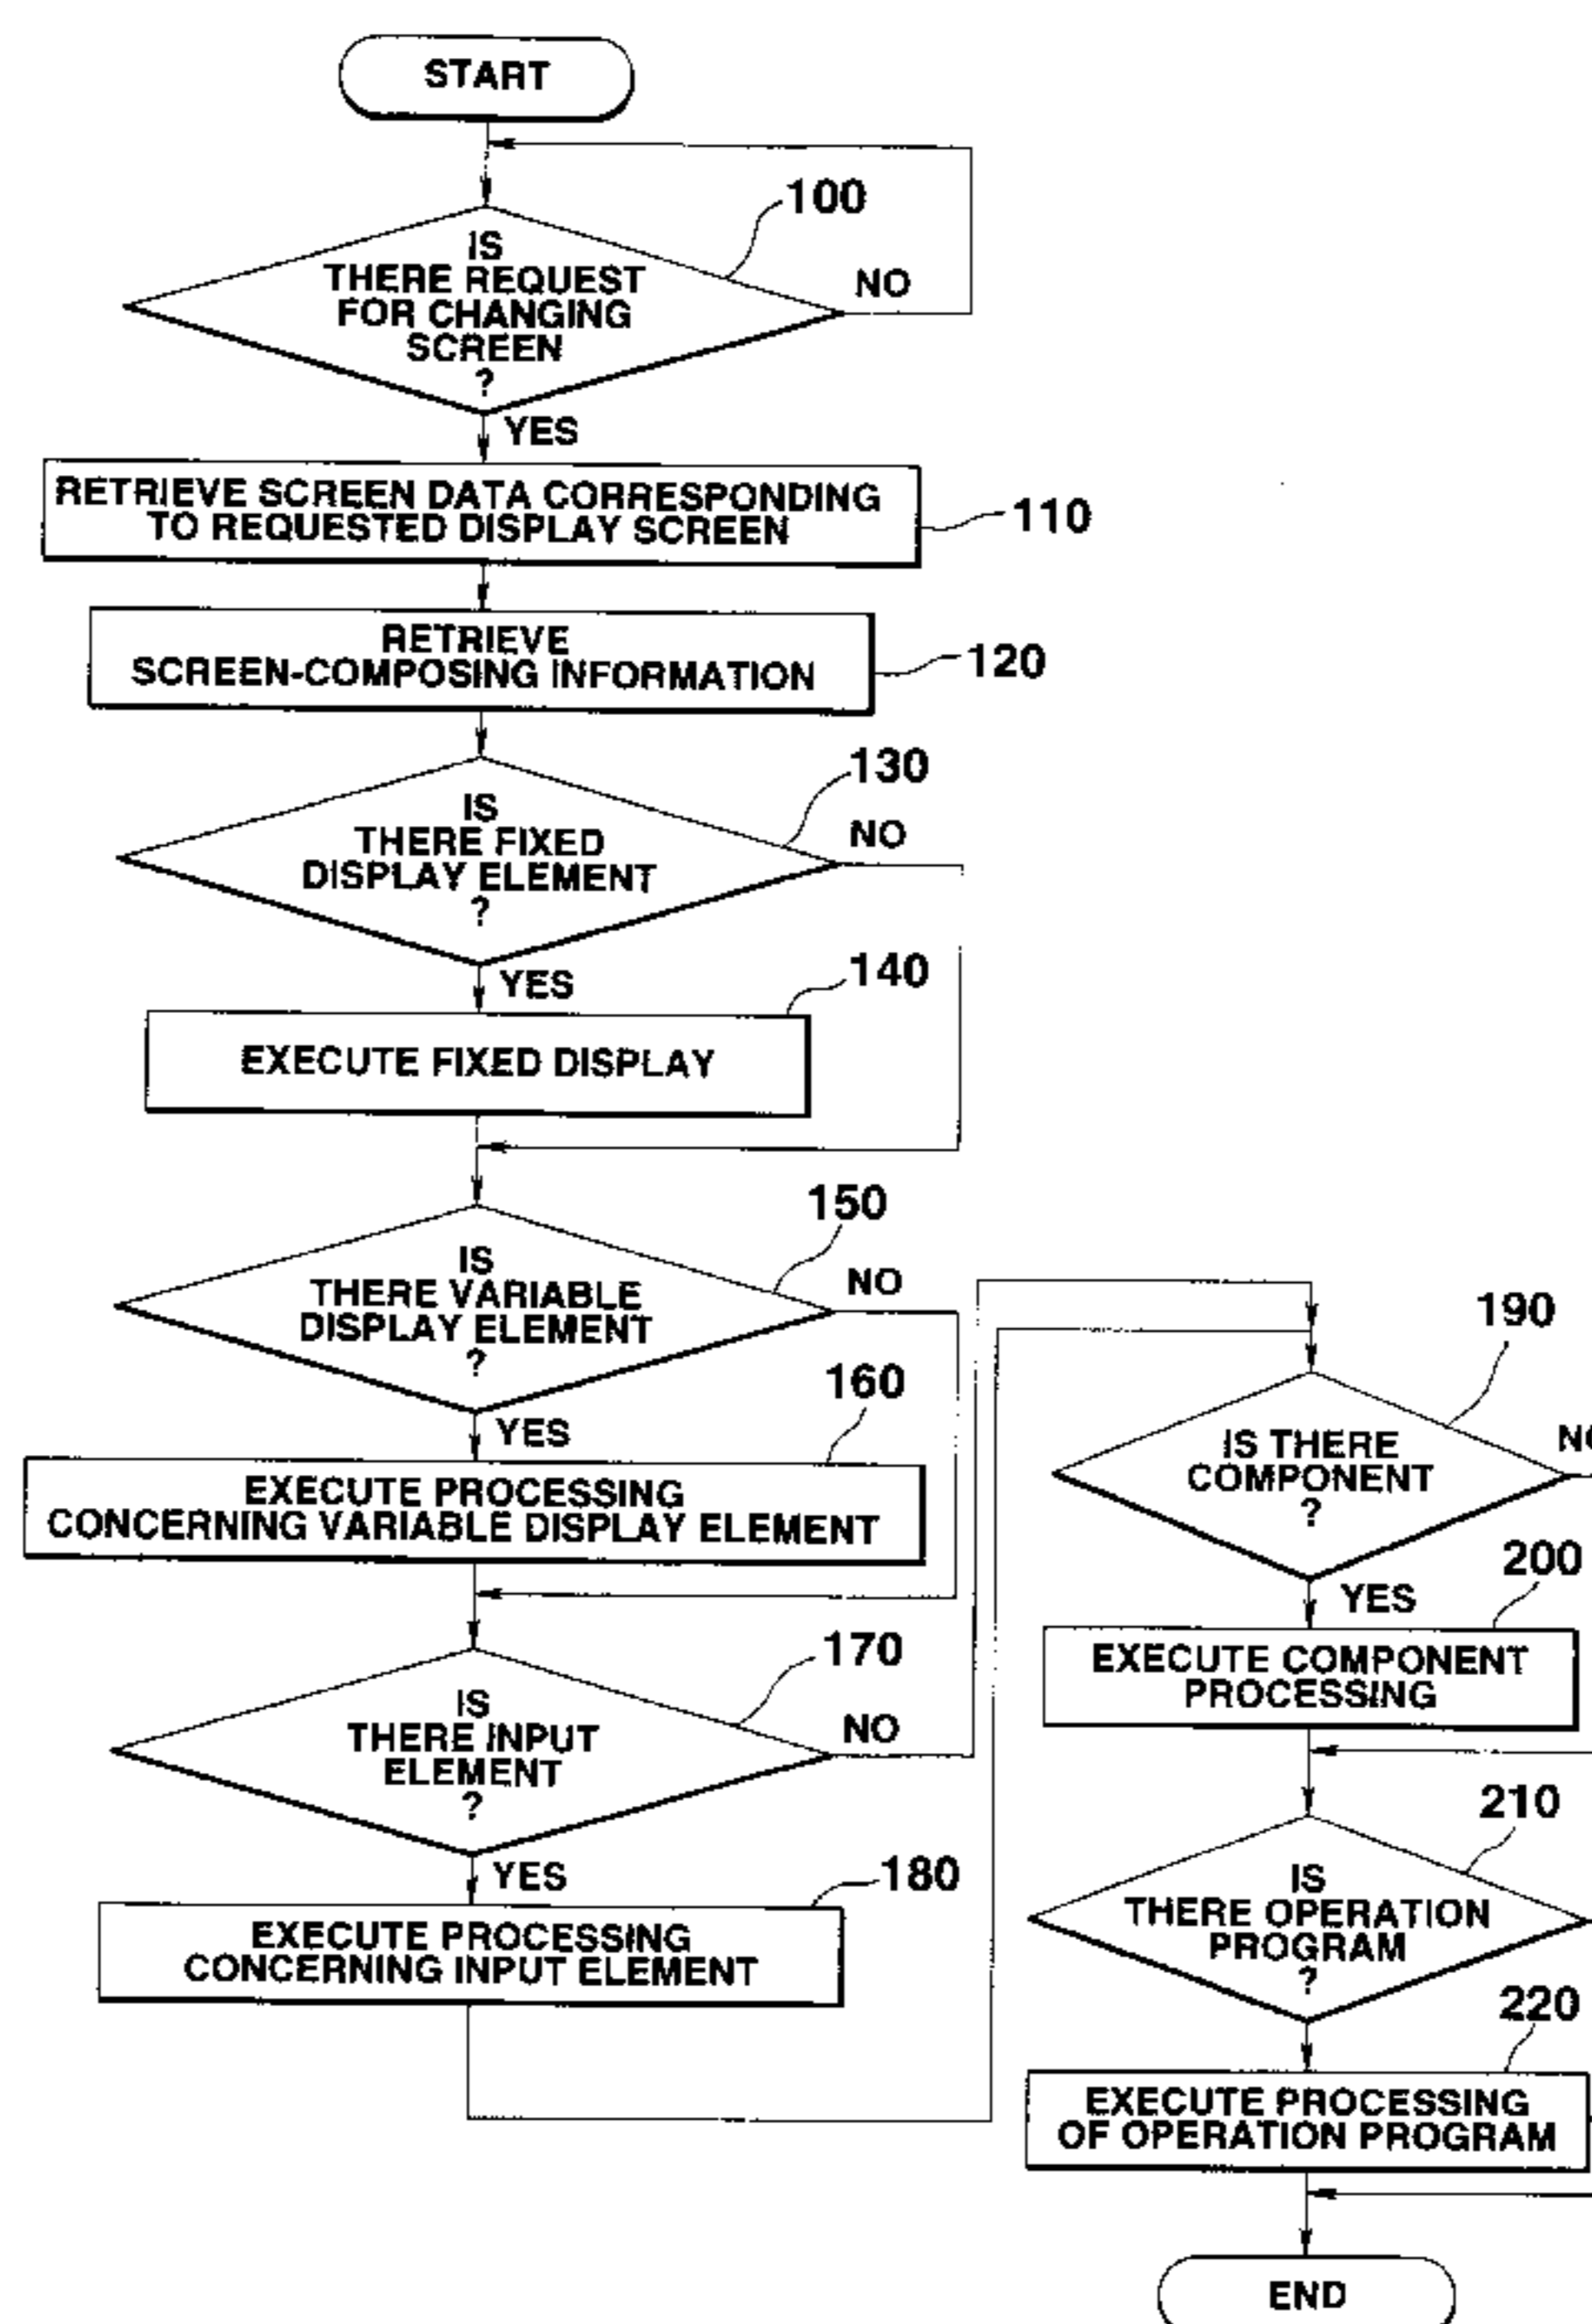 START
100
IS
THERE REQUEST
FOR CHANGING
SCREEN
?
NO
YES
RETRIEVE SCREEN DATA CORRESPONDING
TO REQUESTED DISPLAY SCREEN
110
RETRIEVE
SCREEN-COMPOSING INFORMATION
120
130
IS
THERE FIXED
DISPLAY ELEMENT
?
NO
YES
140
EXECUTE FIXED DISPLAY
150
IS
THERE VARIABLE
DISPLAY ELEMENT
?
NO
YES
160
EXECUTE PROCESSING
CONCERNING VARIABLE DISPLAY ELEMENT
170
IS
THERE INPUT
ELEMENT
?
NO
YES
180
EXECUTE PROCESSING
CONCERNING INPUT ELEMENT
190
IS THERE
COMPONENT
?
YES
200
EXECUTE COMPONENT
PROCESSING
210
IS
THERE OPERATION
PROGRAM
?
220
EXECUTE PROCESSING
OF OPERATION PROGRAM
END